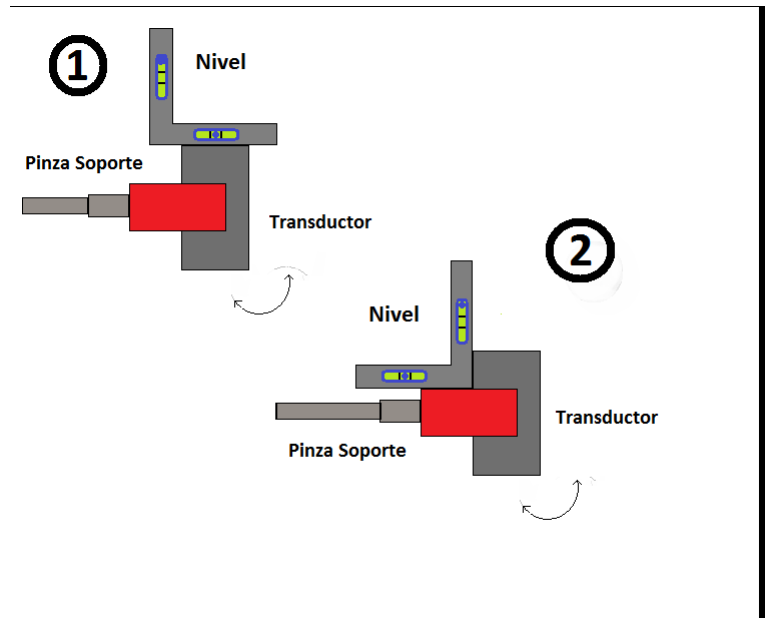 1
Nivel
Pinza Soporte
Transductor
2
Nivel
Transductor
Pinza Soporte